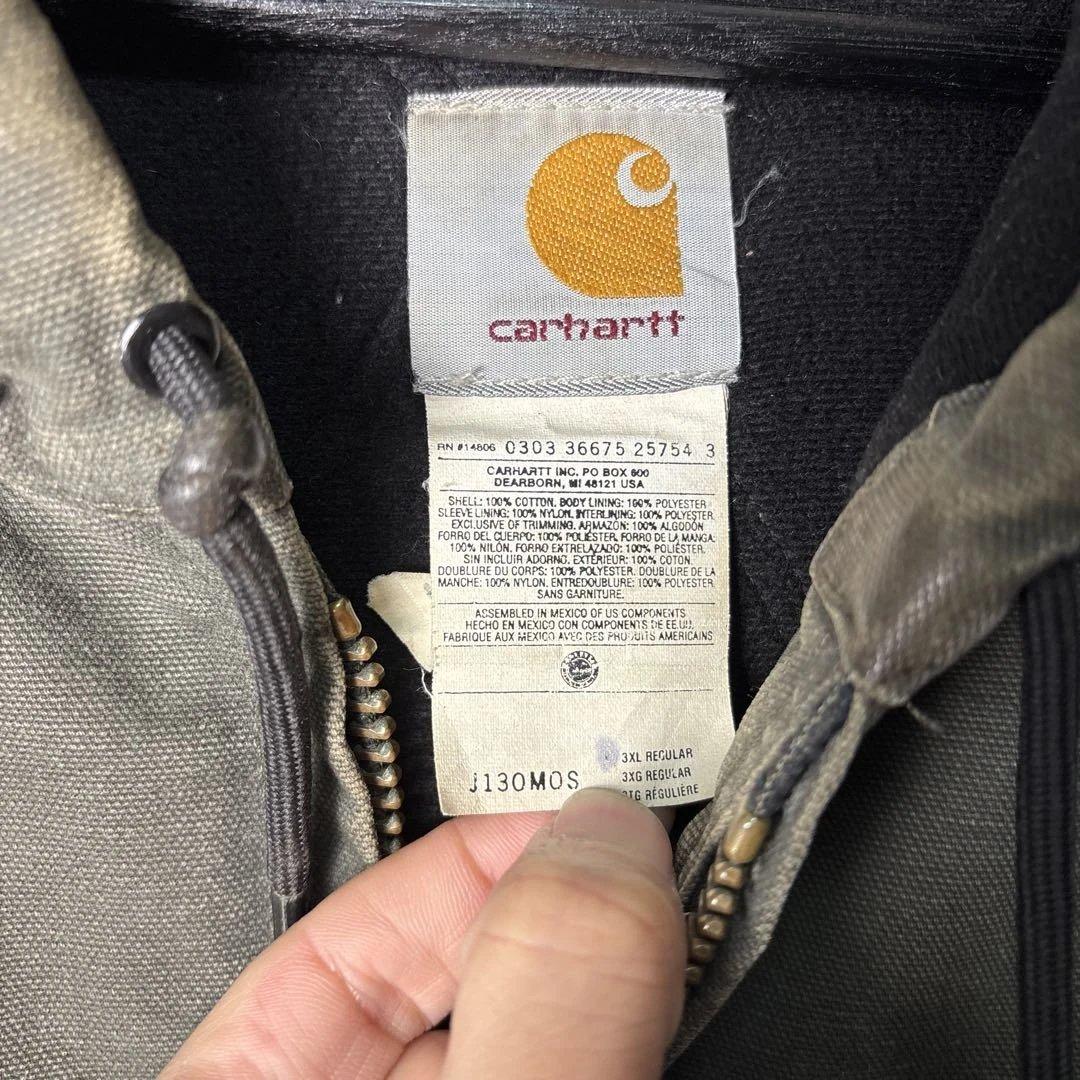 carhartt
RN #14806 0303 36675 25754 3
CARHARTT INC. PO BOX 600
DEARBORN, MI 48121 USA
SHELL: 100% COTTON. BODY LINING: 100% POLYESTER
SLEEVE LINING: 100% NYLON. INTERLINING: 100% POLYESTER
EXCLUSIVE OF TRIMMING. ARMAZON: 100% ALGODÓN
FORRO DEL CUERPO: 100% POLIÉSTER. FORRO DE LA MANGA:
100% NILÓN. FORRO EXTRELAZADO: 100% POLIÉSTER.
SIN INCLUIR ADORNO. EXTÉRIEUR: 100% COTON.
DOUBLURE DU CORPS: 100% POLYESTER. DOUBLURE DE LA
MANCHE: 100% NYLON. ENTREDOUBLURE: 100% POLYESTER.
SANS GARNITURE.
ASSEMBLED IN MEXICO OF US COMPONENTS
HECHO EN MEXICO CON COMPONENTES DE EE.UU.
FABRIQUE AUX MEXICO AVEC DES PRODUITS AMERICAINS
3XL REGULAR
J130MOS 3XG REGULAR
RÉGULIÈRE